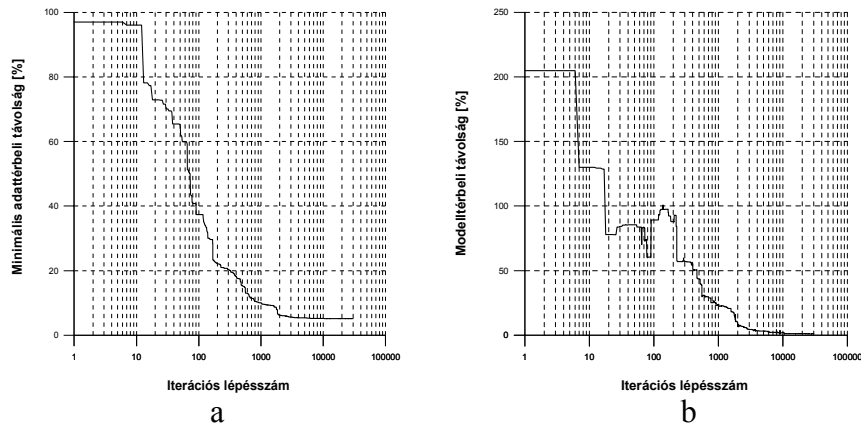 100
80
60
40
20
0
Minimális adattérbeli távolság [%]
1 10 100 1000 10000 100000
Iterációs lépésszám
a
250
200
150
100
50
0
Modelltérbeli távolság [%]
1 10 100 1000 10000 100000
Iterációs lépésszám
b